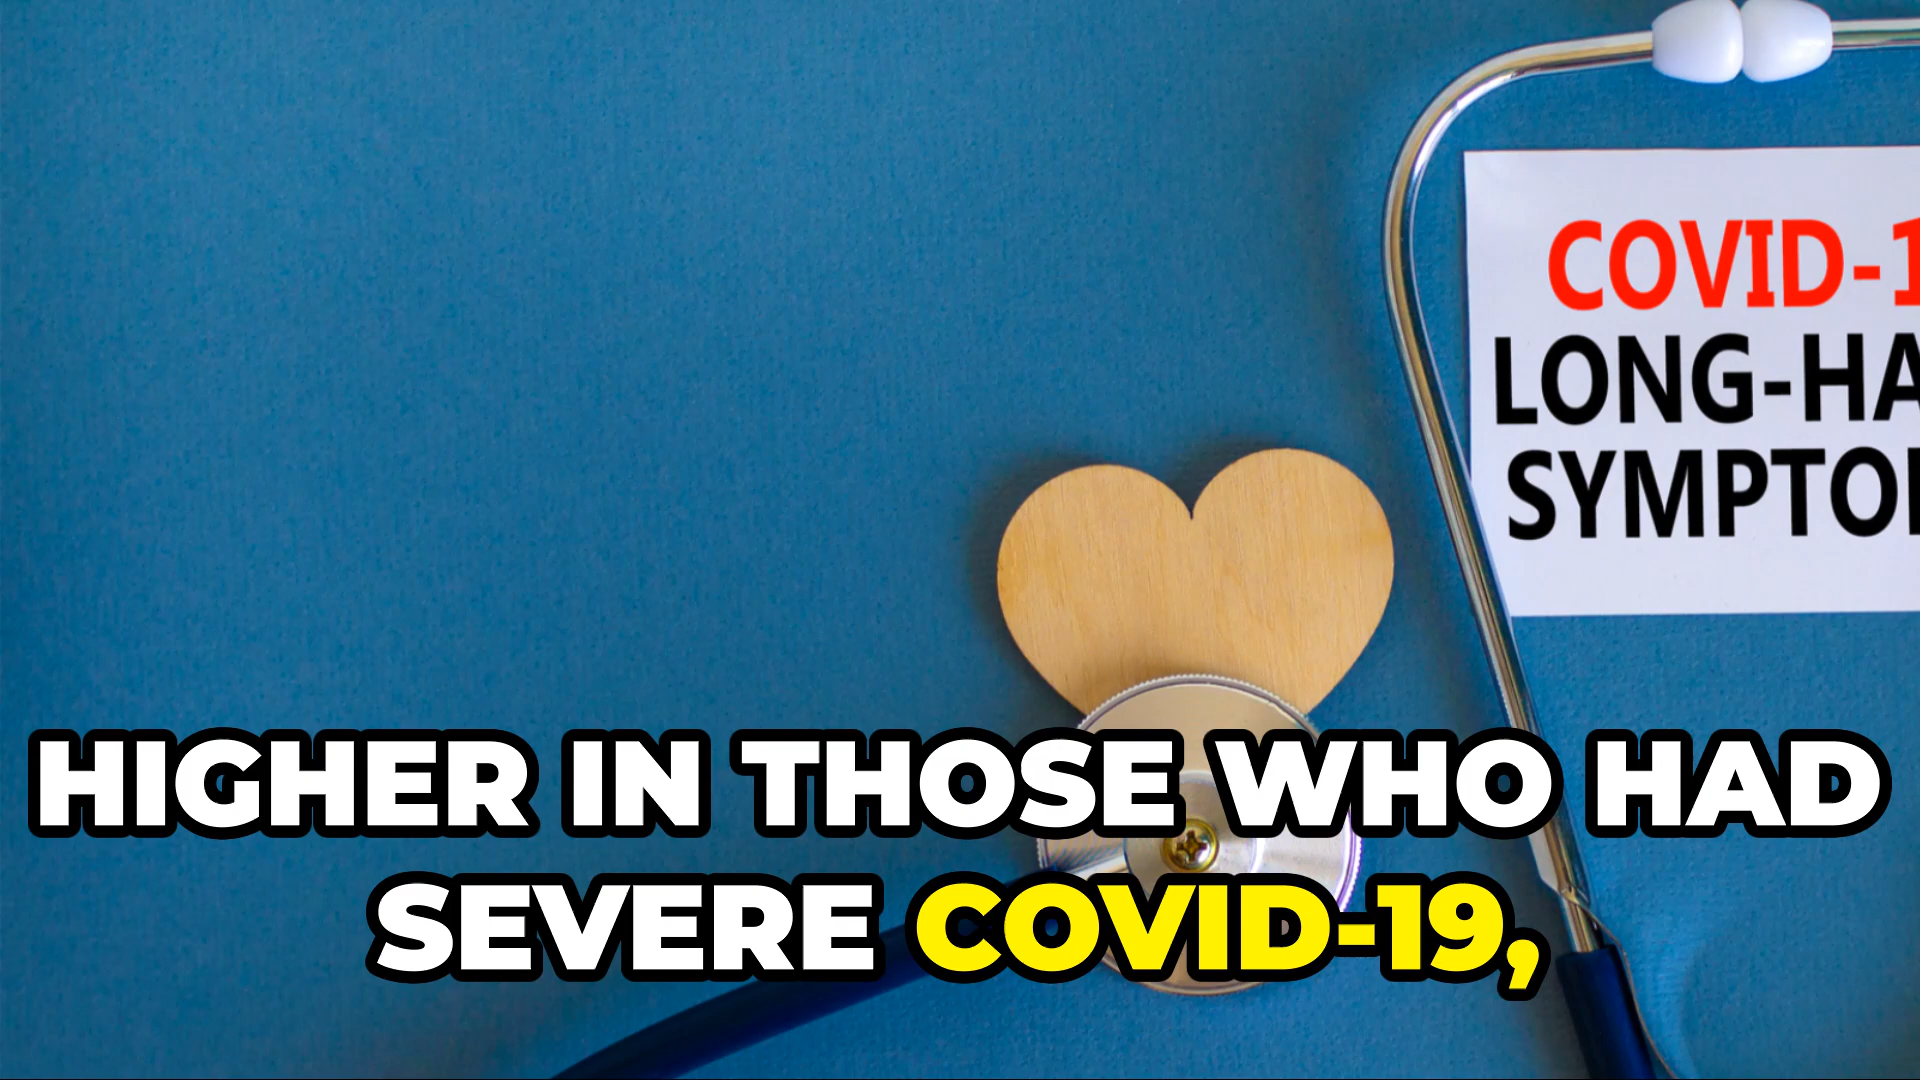 COVID-1
LONG-HA
SYMPTO
HIGHER IN THOSE WHO HAD
SEVERE COVID-19,